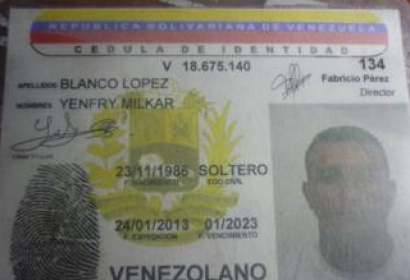 REPUBLICA BOLIVARIANA DE VENEZUELA
CEDULA DE IDENTIDAD
V 18.675.140
134
Fabricio Pérez
Director
APELLIDOS BLANCO LOPEZ
NOMBRES YENFRY MILKAR
23/11/1986 SOLTERO
F. NACIMIENTO EDO CIVIL
24/01/2013 01/2023
F. EXPEDICION F. VENCIMIENTO
VENEZOLANO